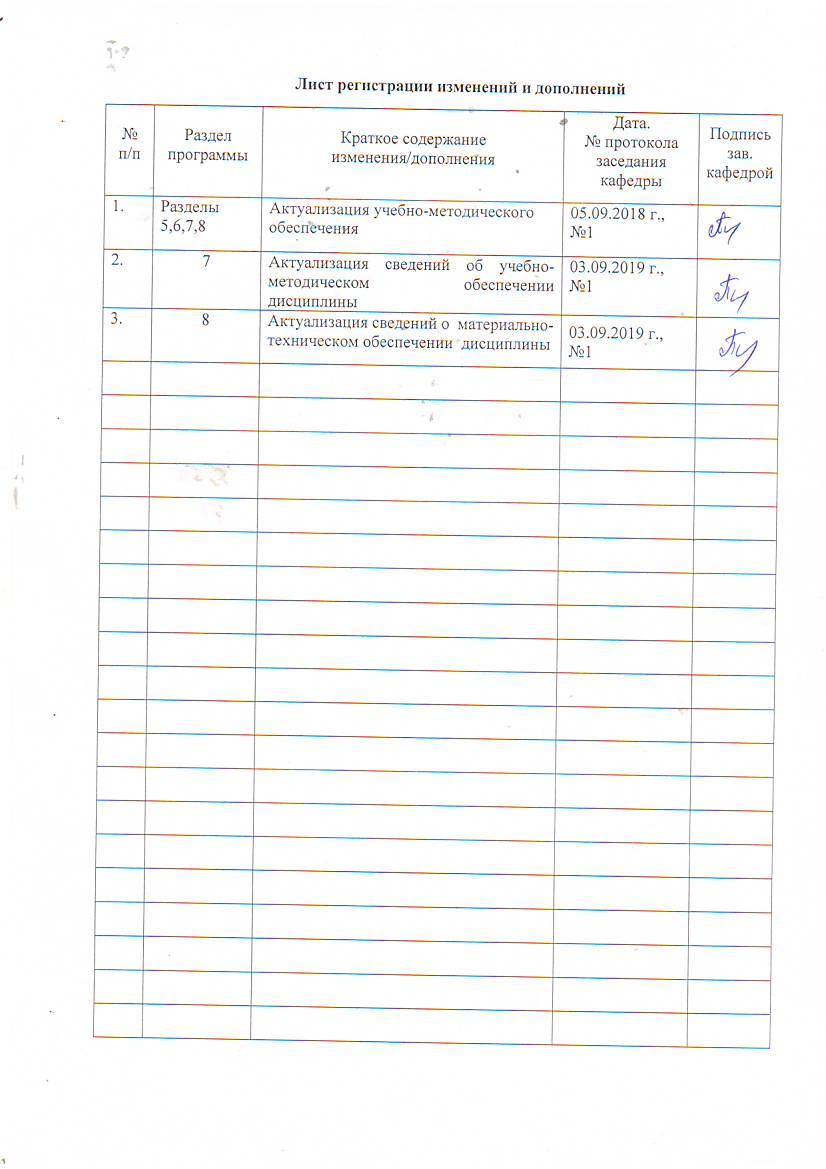 Лист регистрации изменений и дополнений
№
п/п
Раздел
программы
Краткое содержание
изменения/дополнения
Дата.
№ протокола
заседания
кафедры
Подпись
зав.
кафедрой
1.
Разделы
5,6,7,8
Актуализация учебно-методического
обеспечения
05.09.2018 г.,
№1
2.
7
Актуализация сведений об учебно-
методическом обеспечении
дисциплины
03.09.2019 г.,
№1
3.
8
Актуализация сведений о материально-
техническом обеспечении дисциплины
03.09.2019 г.,
№1